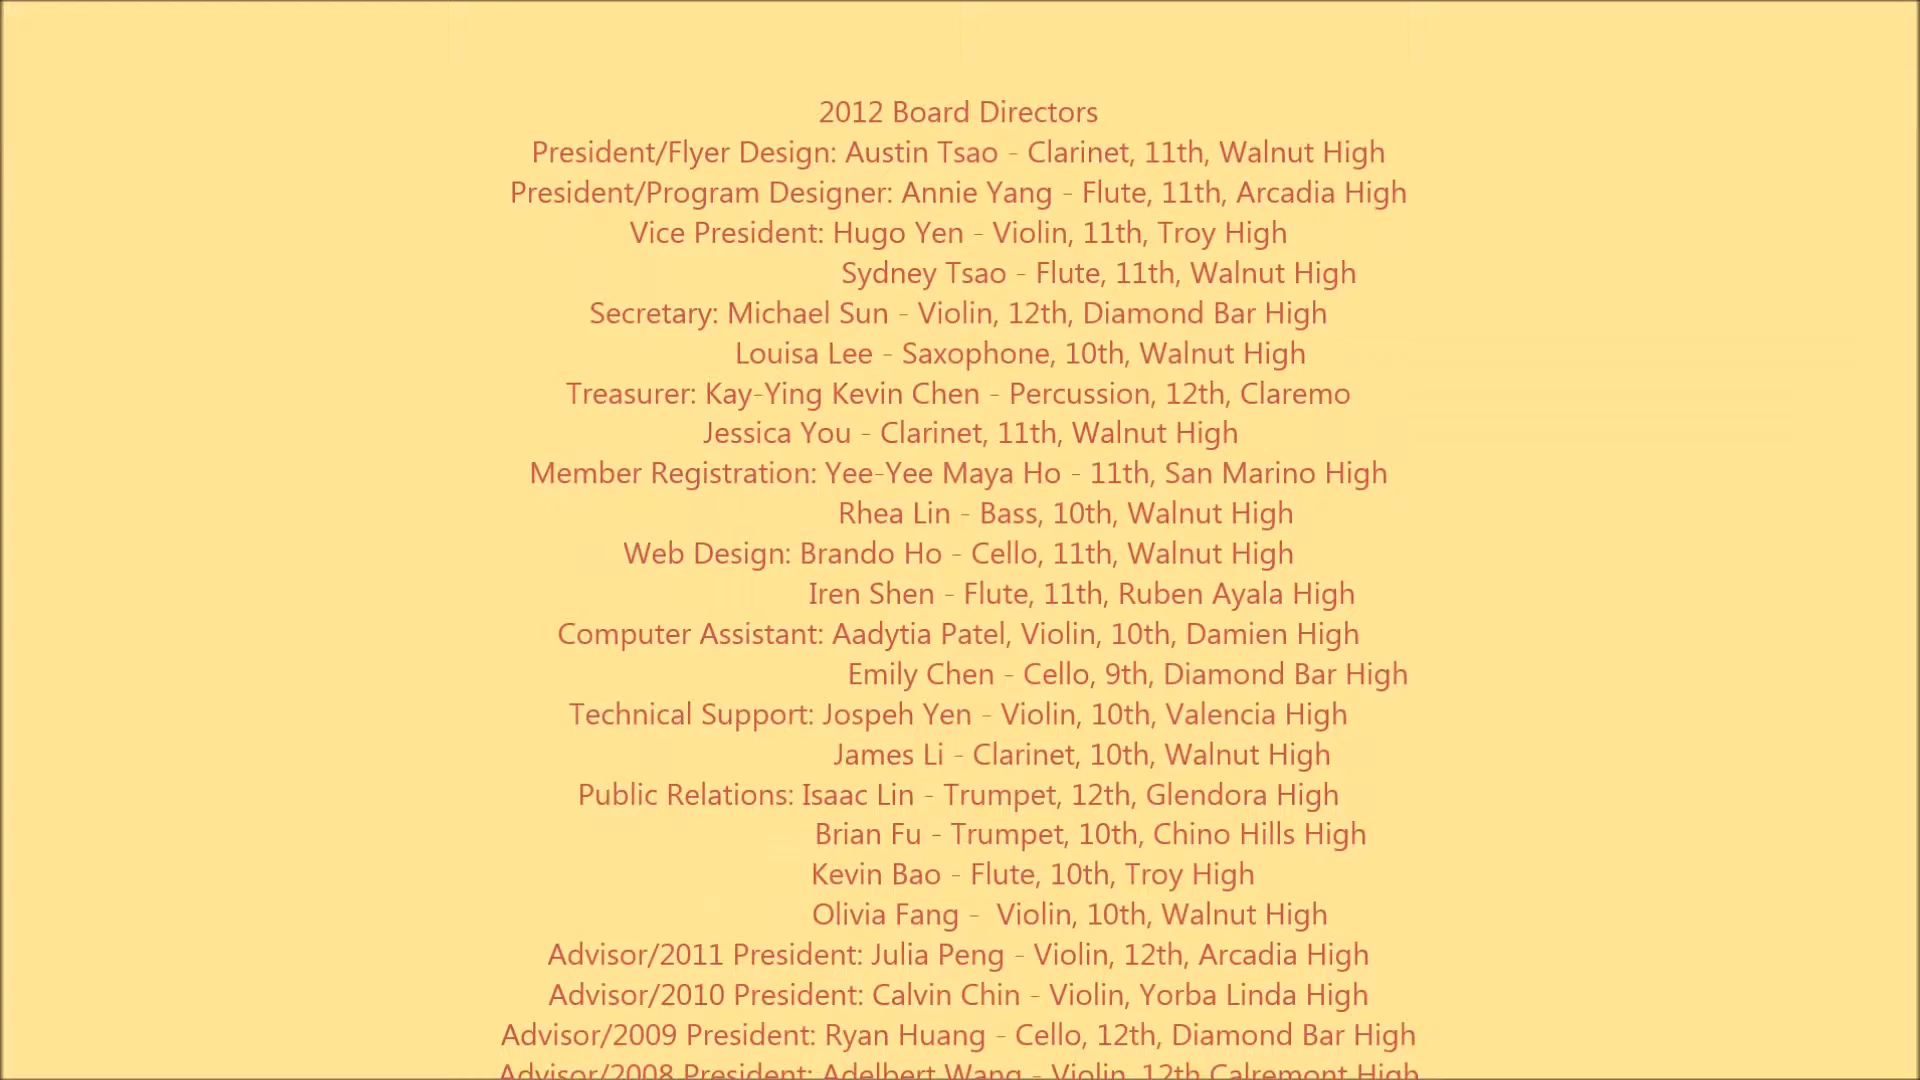 2012 Board Directors
President/Flyer Design: Austin Tsao - Clarinet, 11th, Walnut High
President/Program Designer: Annie Yang - Flute, 11th, Arcadia High
Vice President: Hugo Yen - Violin, 11th, Troy High
Sydney Tsao - Flute, 11th, Walnut High
Secretary: Michael Sun - Violin, 12th, Diamond Bar High
Louisa Lee - Saxophone, 10th, Walnut High
Treasurer: Kay-Ying Kevin Chen - Percussion, 12th, Claremo
Jessica You - Clarinet, 11th, Walnut High
Member Registration: Yee-Yee Maya Ho - 11th, San Marino High
Rhea Lin - Bass, 10th, Walnut High
Web Design: Brando Ho - Cello, 11th, Walnut High
Iren Shen - Flute, 11th, Ruben Ayala High
Computer Assistant: Aadytia Patel, Violin, 10th, Damien High
Emily Chen - Cello, 9th, Diamond Bar High
Technical Support: Jospeh Yen - Violin, 10th, Valencia High
James Li - Clarinet, 10th, Walnut High
Public Relations: Isaac Lin - Trumpet, 12th, Glendora High
Brian Fu - Trumpet, 10th, Chino Hills High
Kevin Bao - Flute, 10th, Troy High
Olivia Fang - Violin, 10th, Walnut High
Advisor/2011 President: Julia Peng - Violin, 12th, Arcadia High
Advisor/2010 President: Calvin Chin - Violin, Yorba Linda High
Advisor/2009 President: Ryan Huang - Cello, 12th, Diamond Bar High
Advisor/2008 President: Adelbert Wang - Violin, 12th Calremont High